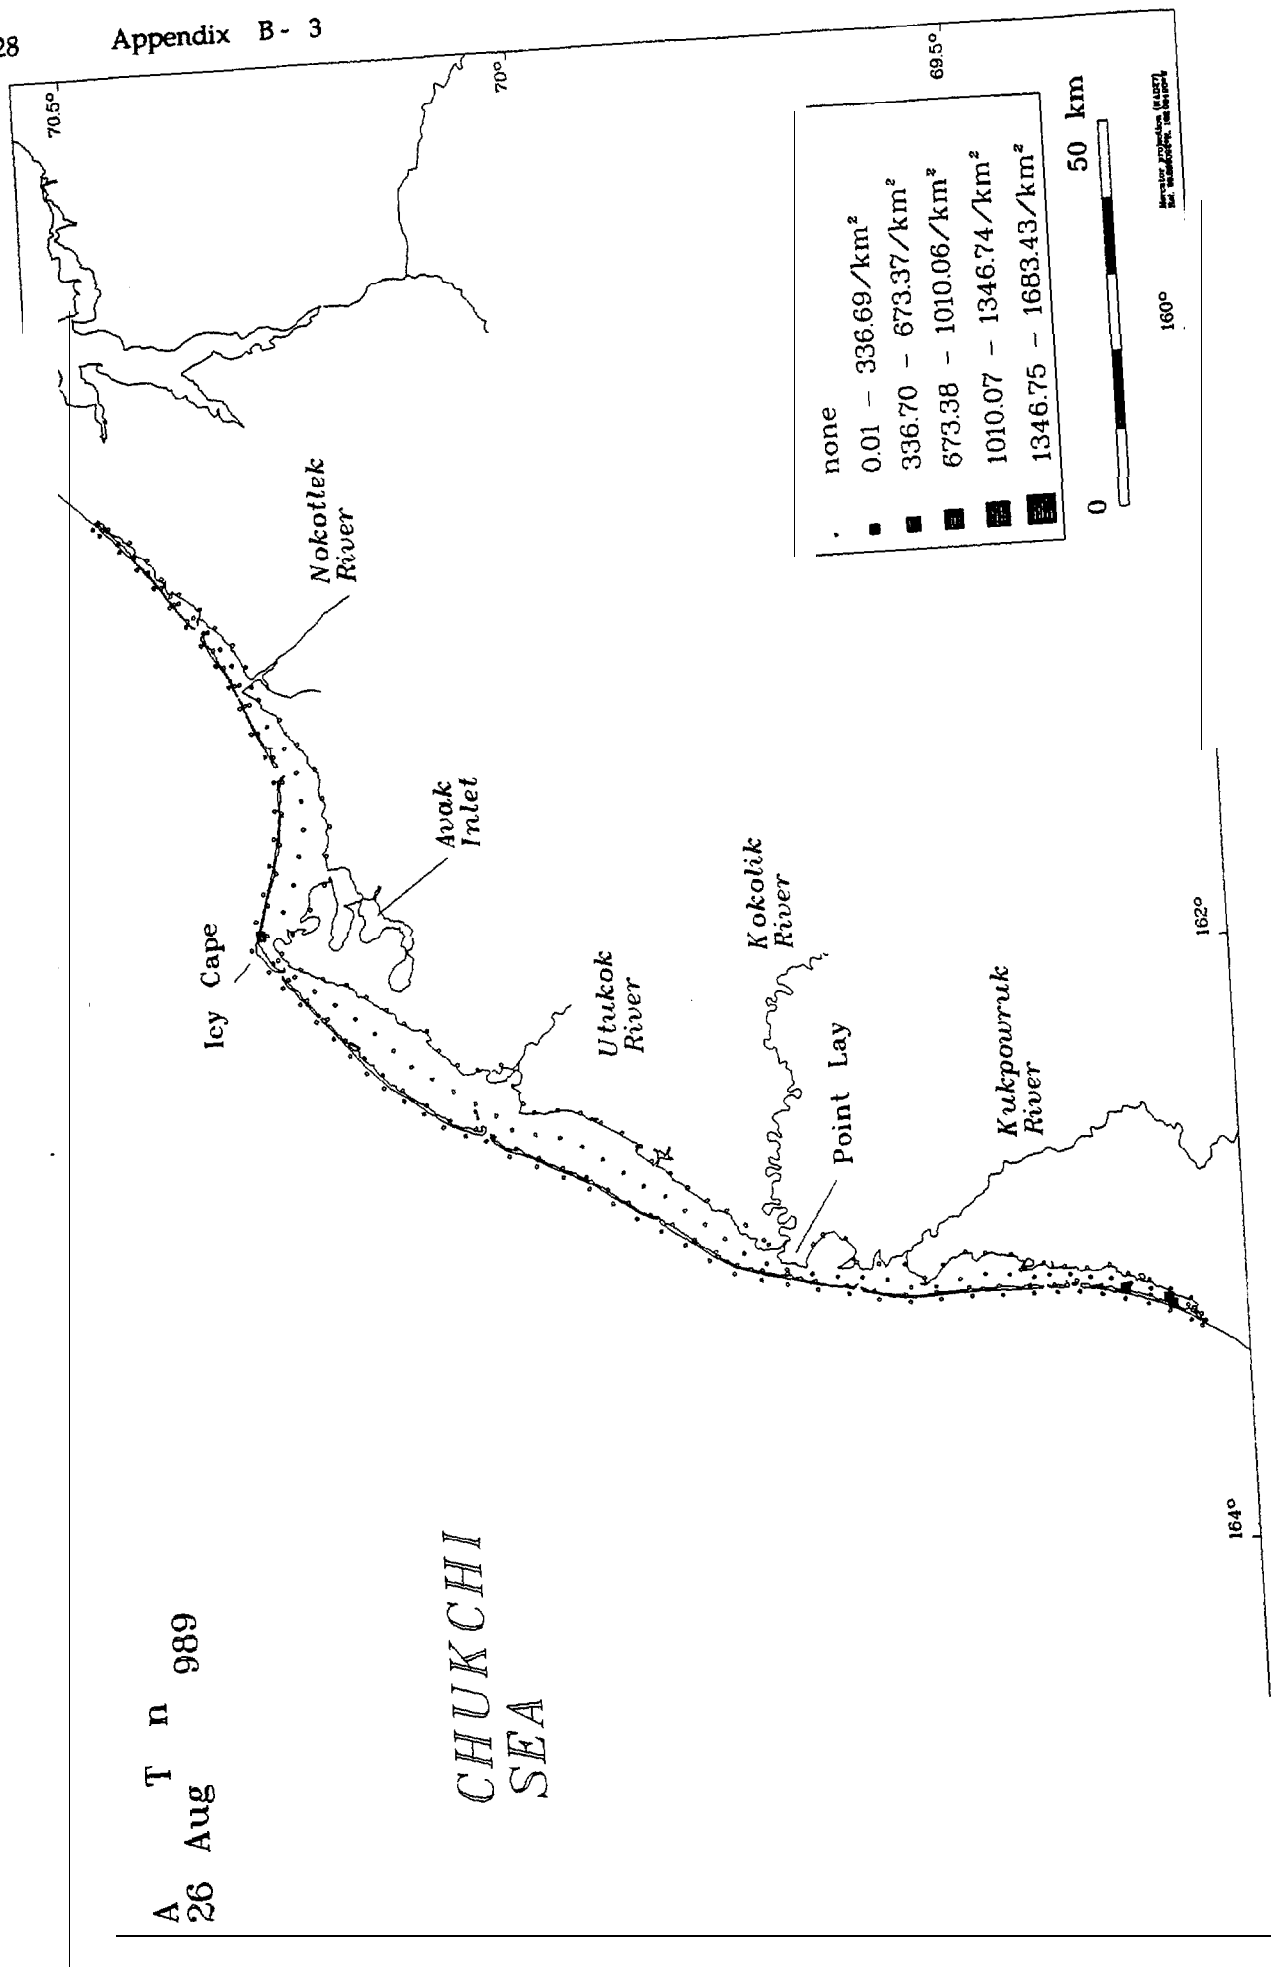 28 Appendix B- 3
A T n
26 Aug 989
CHUKCHI
SEA
Icy Cape
Nokotlek
River
Avak
Inlet
Utukok
River
Kokolik
River
Point Lay
Kukpowruk
River
70.5°
70°
69.5°
160°
162°
164°
none
0.01 – 336.69/km²
336.70 – 673.37/km²
673.38 – 1010.06/km²
1010.07 – 1346.74/km²
1346.75 – 1683.43/km²
0 50 km
Mercator projection (NAD27)